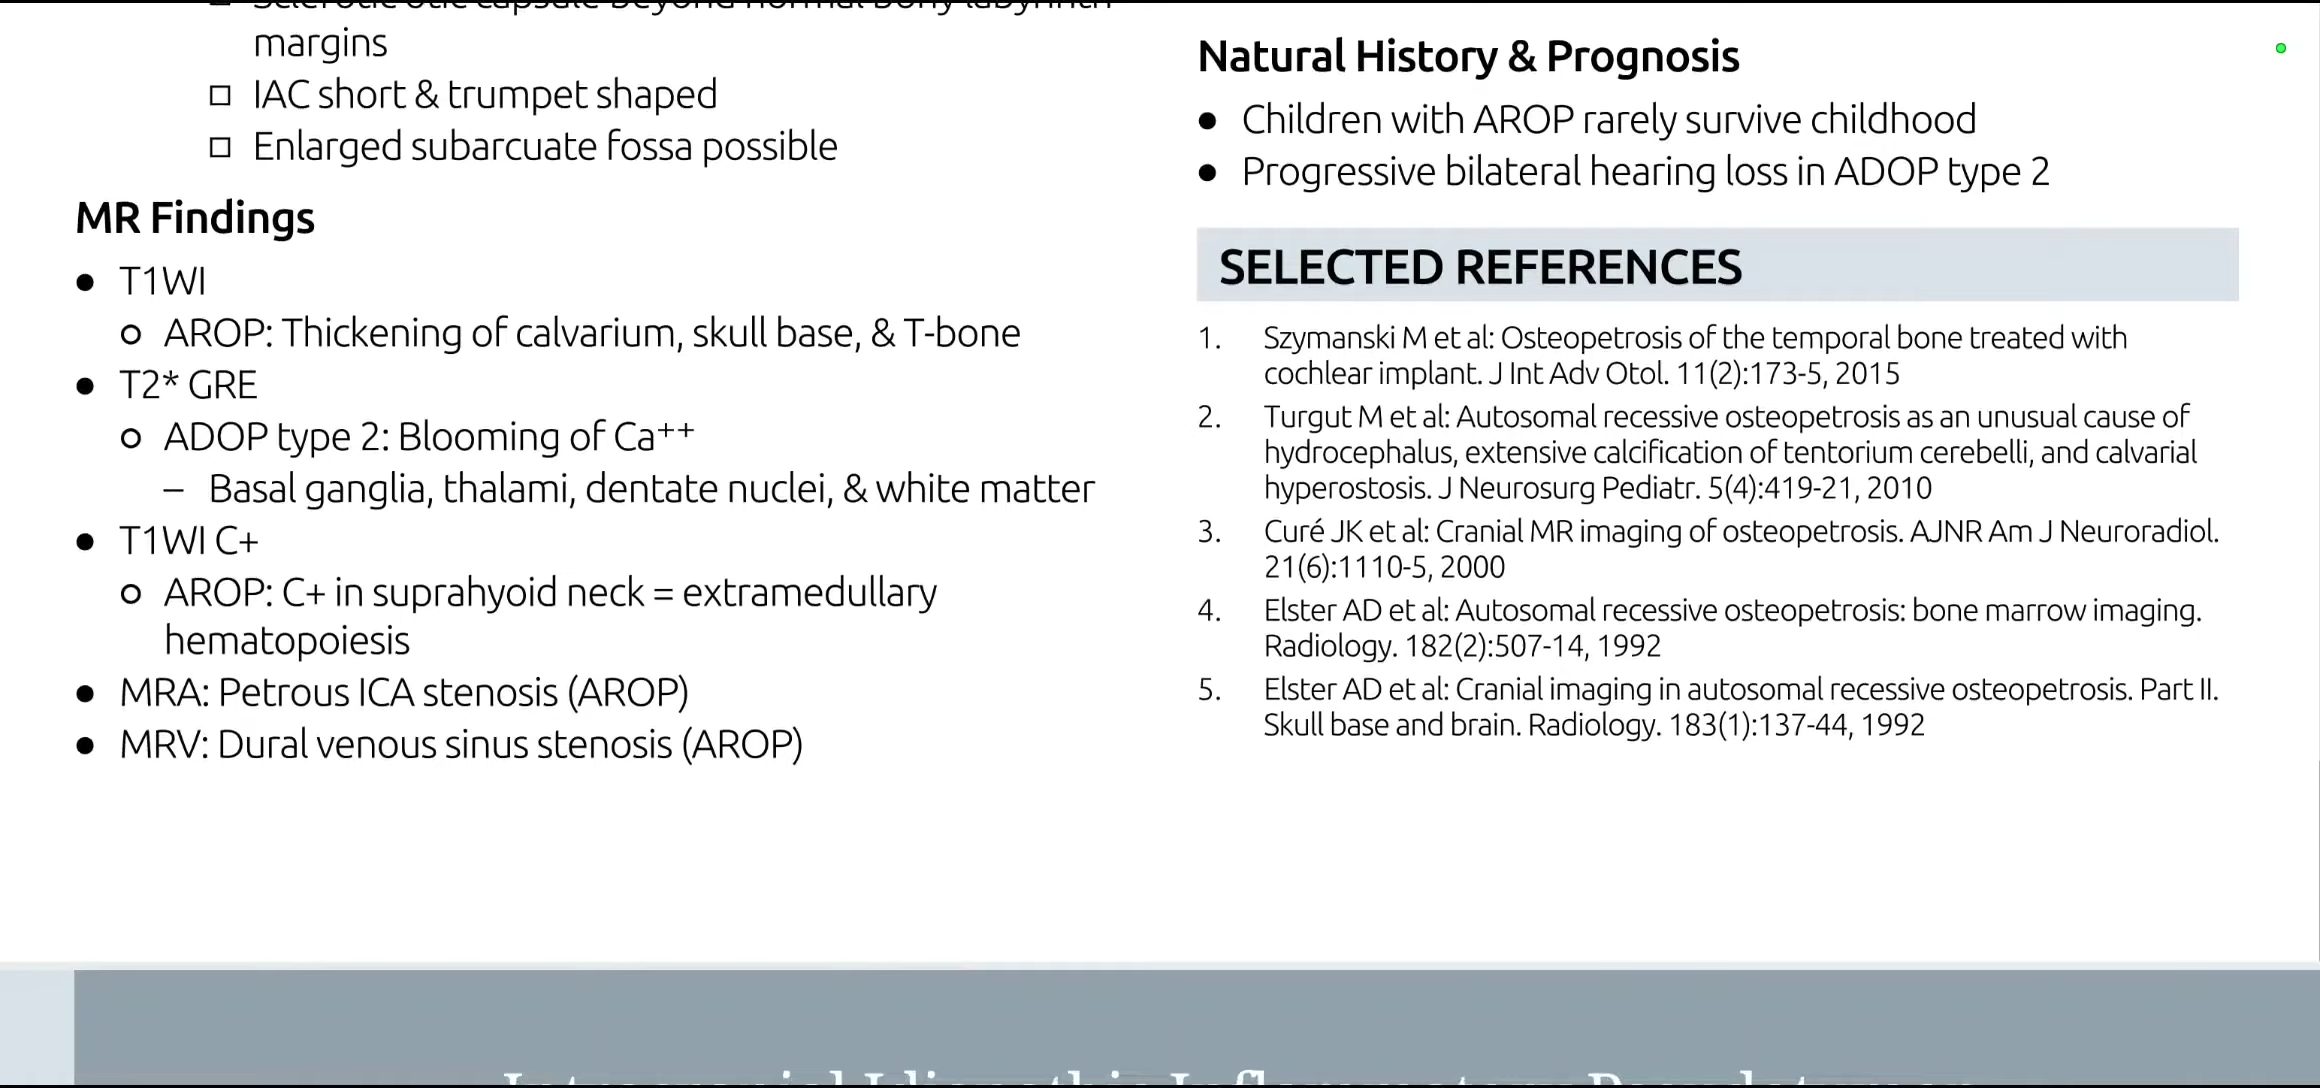 Sclerotic otic capsule beyond normal bony labyrinth
margins
□ IAC short & trumpet shaped
□ Enlarged subarcuate fossa possible
MR Findings
● T1WI
○ AROP: Thickening of calvarium, skull base, & T-bone
● T2* GRE
○ ADOP type 2: Blooming of Ca⁺⁺
– Basal ganglia, thalami, dentate nuclei, & white matter
● T1WI C+
○ AROP: C+ in suprahyoid neck = extramedullary
hematopoiesis
● MRA: Petrous ICA stenosis (AROP)
● MRV: Dural venous sinus stenosis (AROP)
Natural History & Prognosis
● Children with AROP rarely survive childhood
● Progressive bilateral hearing loss in ADOP type 2
SELECTED REFERENCES
1. Szymanski M et al: Osteopetrosis of the temporal bone treated with
cochlear implant. J Int Adv Otol. 11(2):173-5, 2015
2. Turgut M et al: Autosomal recessive osteopetrosis as an unusual cause of
hydrocephalus, extensive calcification of tentorium cerebelli, and calvarial
hyperostosis. J Neurosurg Pediatr. 5(4):419-21, 2010
3. Curé JK et al: Cranial MR imaging of osteopetrosis. AJNR Am J Neuroradiol.
21(6):1110-5, 2000
4. Elster AD et al: Autosomal recessive osteopetrosis: bone marrow imaging.
Radiology. 182(2):507-14, 1992
5. Elster AD et al: Cranial imaging in autosomal recessive osteopetrosis. Part II.
Skull base and brain. Radiology. 183(1):137-44, 1992